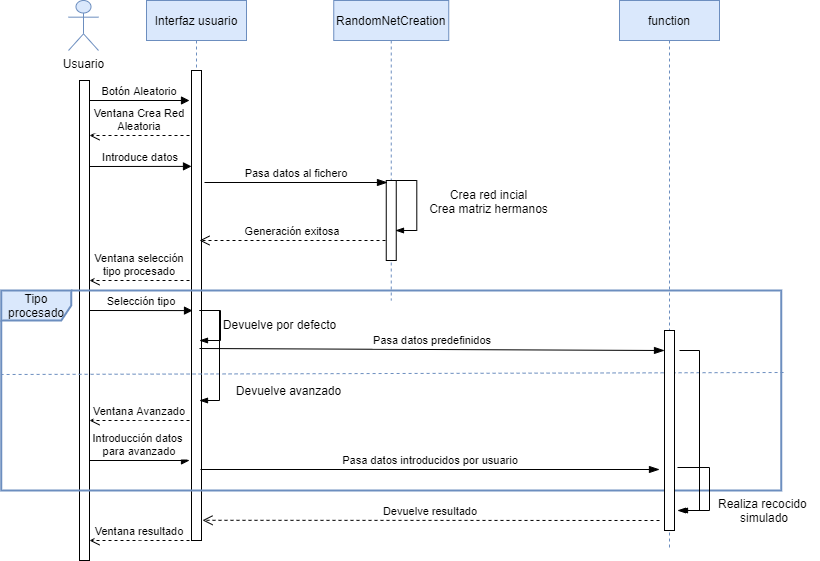 Interfaz usuario
RandomNetCreation
function
Usuario
Botón Aleatorio
Ventana Crea Red
Aleatoria
Introduce datos
Pasa datos al fichero
Crea red incial
Crea matriz hermanos
Generación exitosa
Ventana selección
tipo procesado
Tipo
procesado
Selección tipo
Devuelve por defecto
Pasa datos predefinidos
Devuelve avanzado
Ventana Avanzado
Introducción datos
para avanzado
Pasa datos introducidos por usuario
Realiza recocido
simulado
Devuelve resultado
Ventana resultado